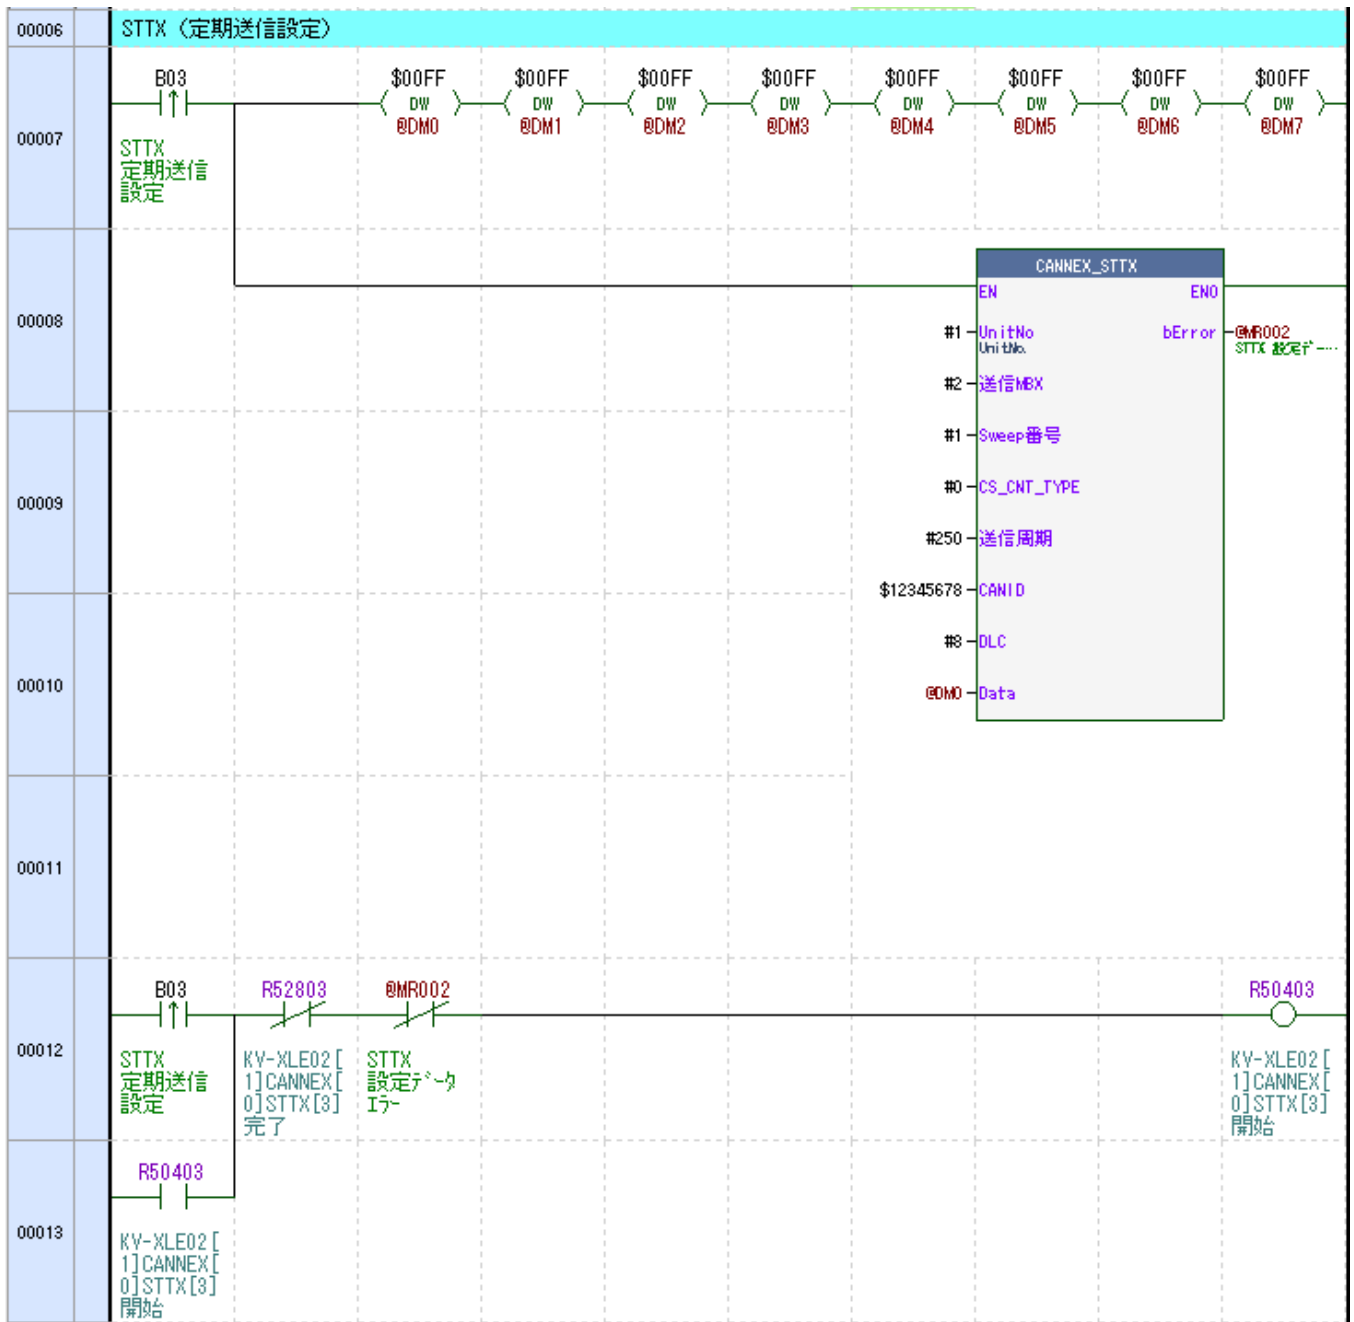 00006 STTX (定期送信設定)
B03 $00FF $00FF $00FF $00FF $00FF $00FF $00FF $00FF
DW DW DW DW DW DW DW DW
@DM0 @DM1 @DM2 @DM3 @DM4 @DM5 @DM6 @DM7
00007
STTX
定期送信
設定
CANNEX_STTX
EN ENO
00008
#1 UnitNo bError @MR002
UnitNo. STTX 設定デー…
#2 送信MBX
#1 Sweep番号
#0 CS_CNT_TYPE
00009
#250 送信周期
$12345678 CANID
#8 DLC
00010
@DM0 Data
00011
B03 R52803 @MR002 R50403
00012
STTX
定期送信
設定
KV-XLE02[
1]CANNEX[
0]STTX[3]
完了
STTX
設定データ
エラー
KV-XLE02[
1]CANNEX[
0]STTX[3]
開始
R50403
00013
KV-XLE02[
1]CANNEX[
0]STTX[3]
開始